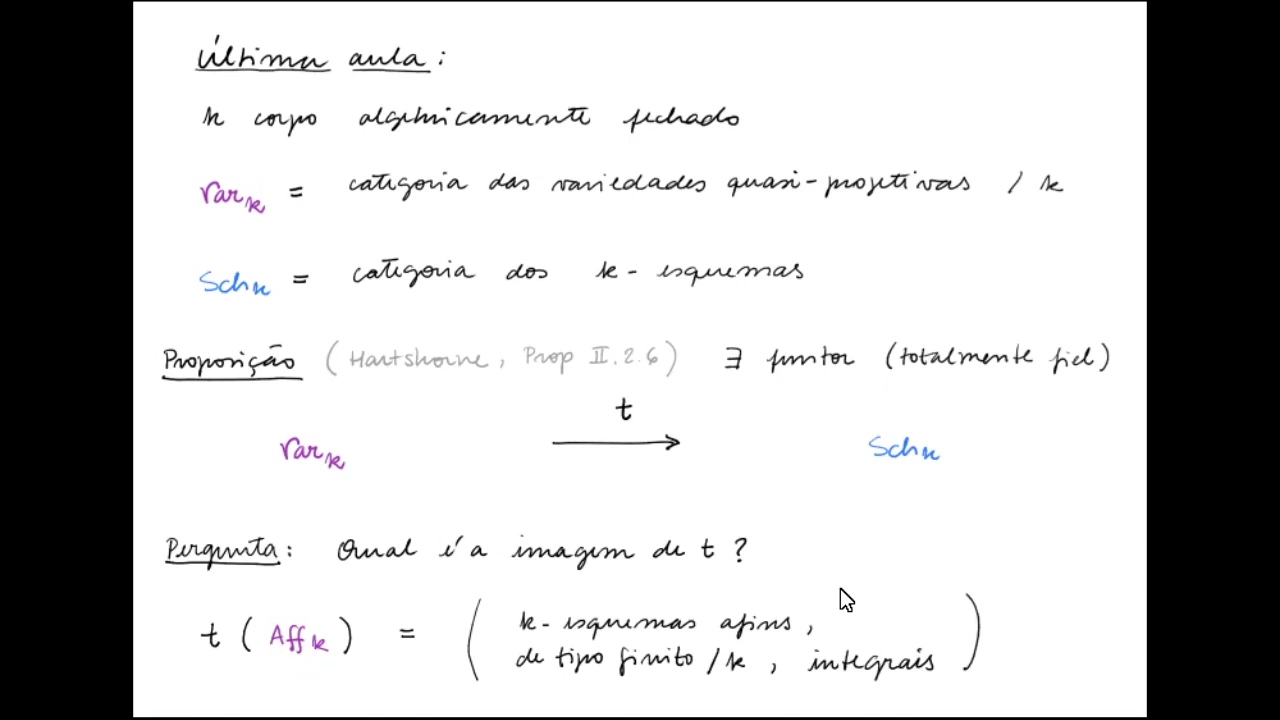 Última aula:
k corpo algebricamente fechado
Var_k = categoria das variedades quasi-projetivas / k
Sch_k = categoria dos k-esquemas
Proposição (Hartshorne, Prop II.2.6) ∃ funtor (totalmente fiel)
t
Var_k → Sch_k
Pergunta: Qual é a imagem de t?
t (Aff_k) = ( k-esquemas afins,
de tipo finito/k, integrais )